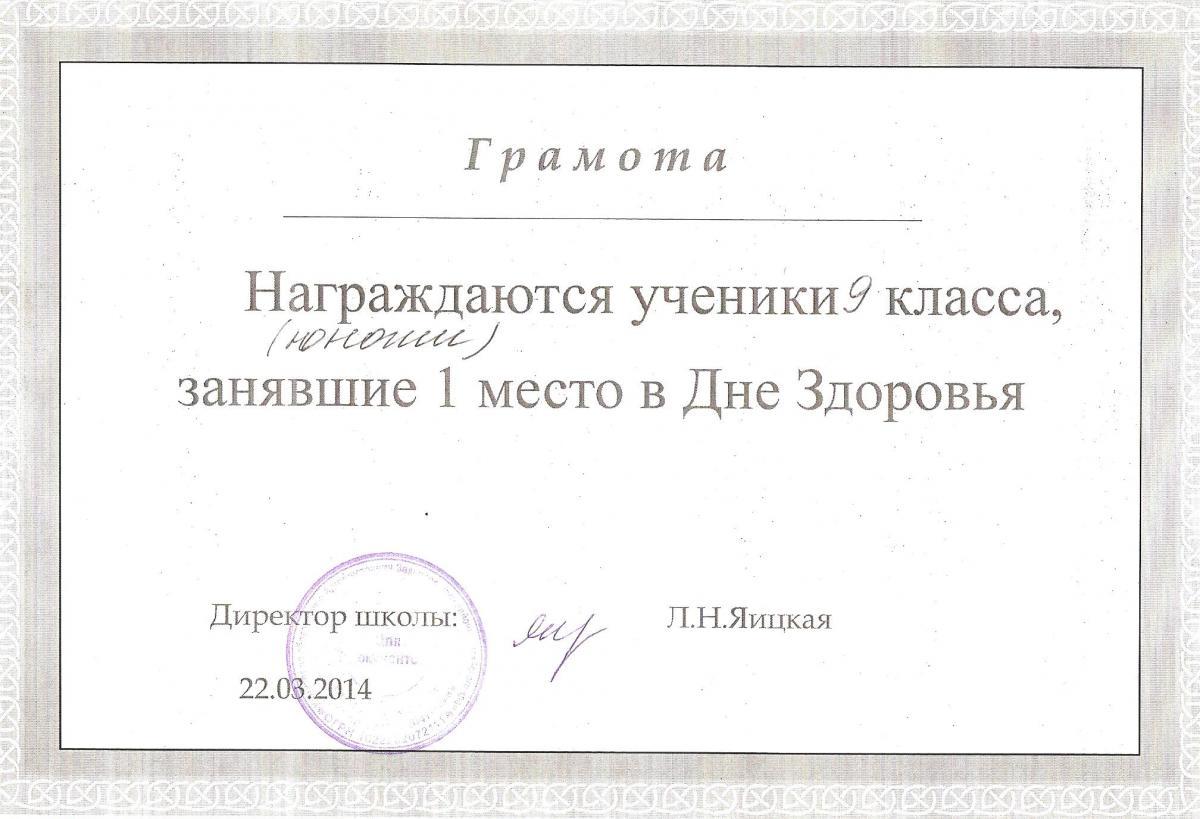 Грамота
Награждаются ученики 9 класса,
(юноши)
занявшие 1 место в Дне Здоровья
Директор школы:
Л.Н.Яицкая
22.03.2014